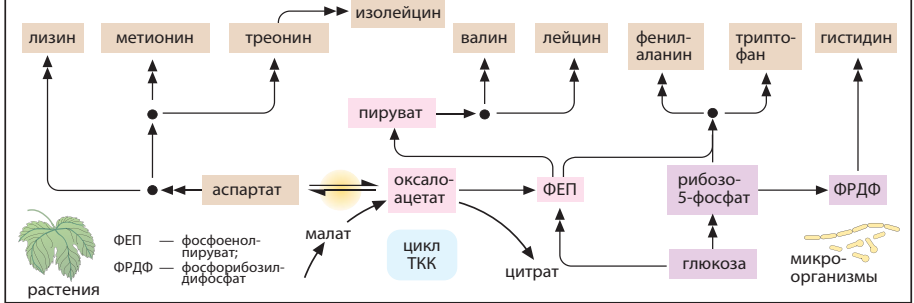 изолейцин
лизин
метионин
треонин
валин
лейцин
фенил-
аланин
трипто-
фан
гистидин
пируват
аспартат
оксало-
ацетат
ФЕП
рибозо-
5-фосфат
ФРДФ
малат
цикл
ТКК
цитрат
глюкоза
ФЕП — фосфоенол-
пируват;
ФРДФ — фосфорибозил-
дифосфат
растения
микро-
организмы